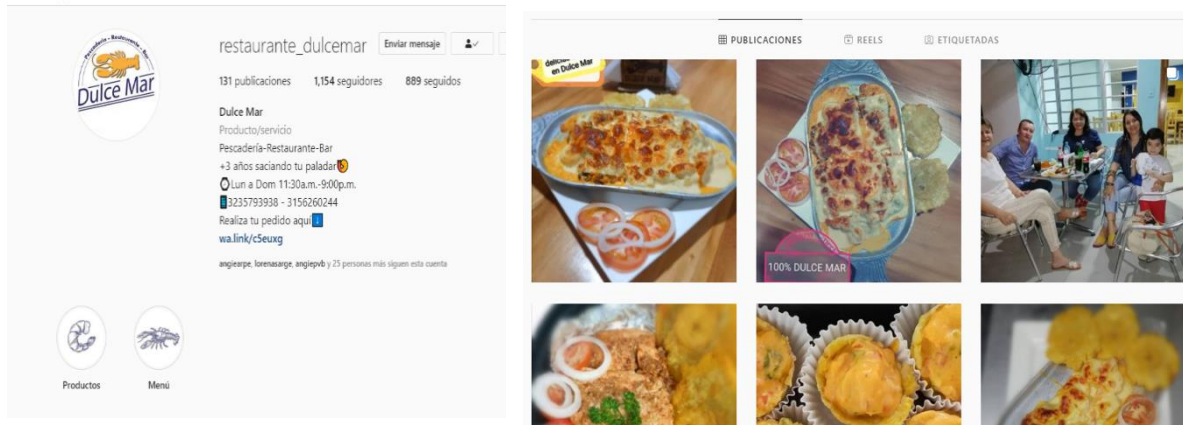 Pescadería - Restaurante - Bar
Dulce Mar
restaurante_dulcemar Enviar mensaje
131 publicaciones 1,154 seguidores 889 seguidos
Dulce Mar
Producto/servicio
Pescadería-Restaurante-Bar
+3 años saciando tu paladar
Lun a Dom 11:30a.m.-9:00p.m.
3235793938 - 3156260244
Realiza tu pedido aquí
wa.link/c5euxg
angiearpe, lorenasarge, angiepvb y 25 personas más siguen esta cuenta
Productos Menú
PUBLICACIONES REELS ETIQUETADAS
en Dulce Mar
100% DULCE MAR